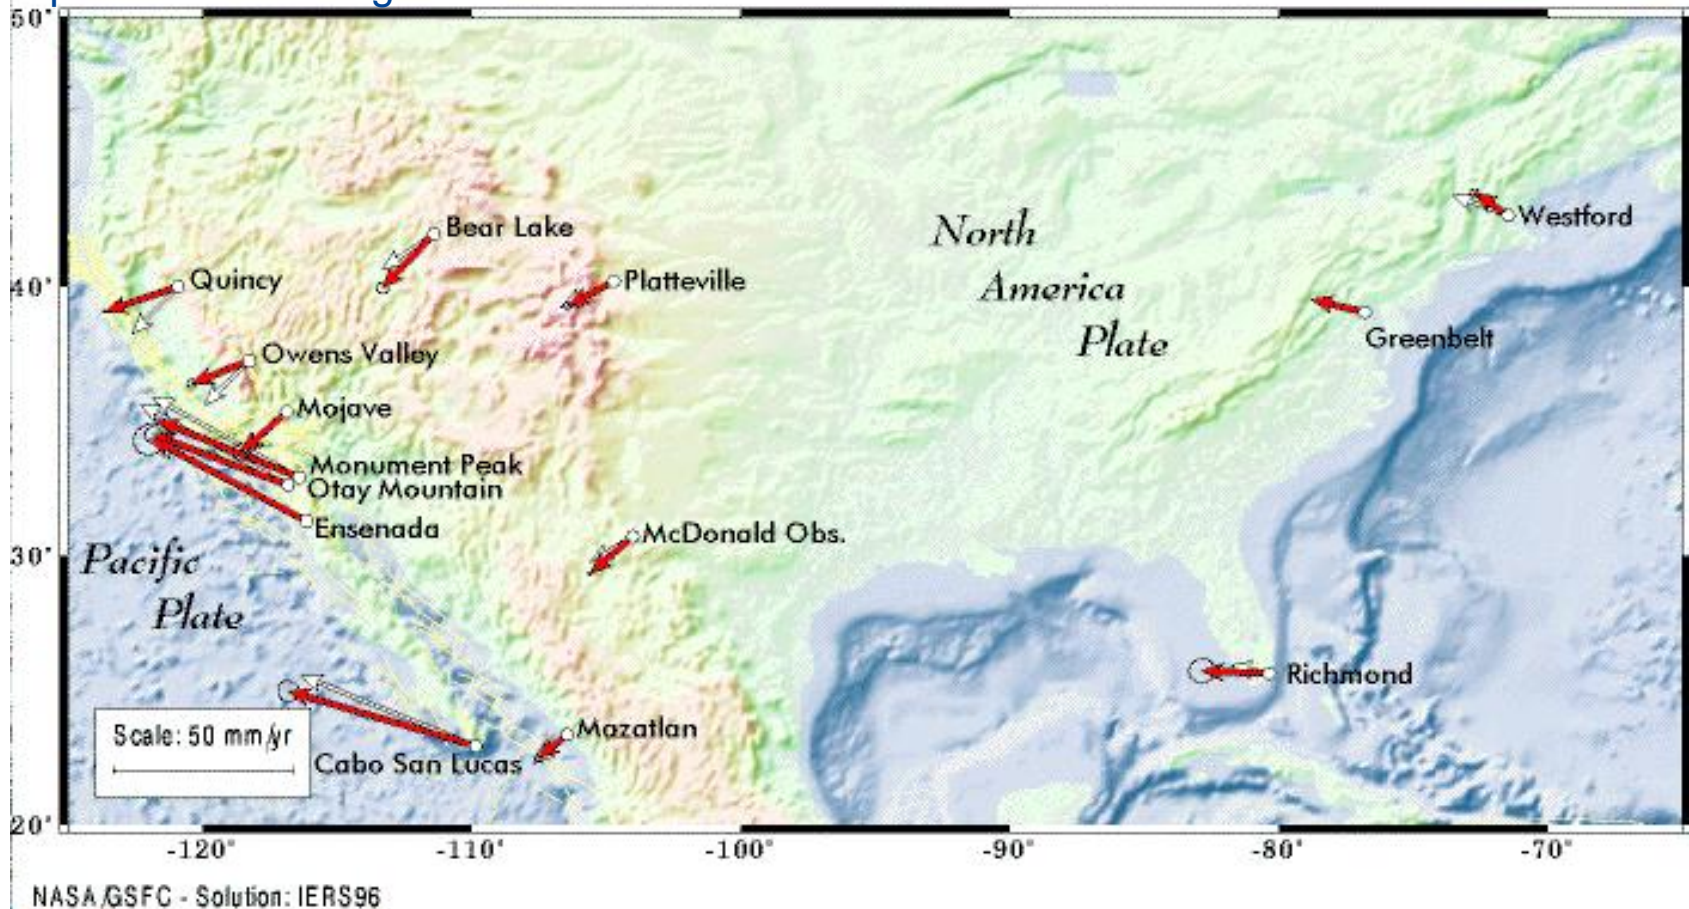 50°
40°
30°
20°
Bear Lake
Quincy
Platteville
Owens Valley
Mojave
Monument Peak
Otay Mountain
Ensenada
McDonald Obs.
North
America
Plate
Westford
Greenbelt
Pacific
Plate
Richmond
Mazatlan
Cabo San Lucas
Scale: 50 mm/yr
-120° -110° -100° -90° -80° -70°
NASA/GSFC - Solution: IERS96